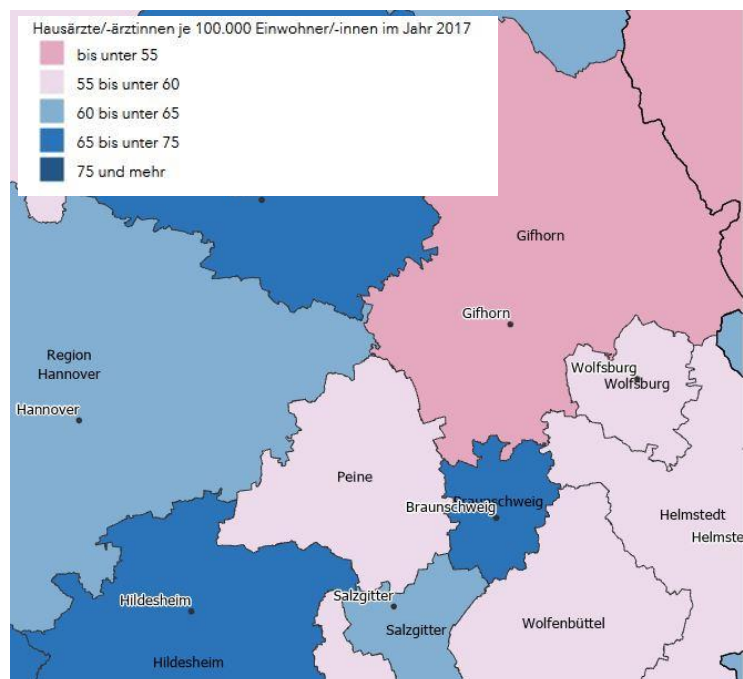 Hausärzte/-ärztinnen je 100.000 Einwohner/-innen im Jahr 2017
bis unter 55
55 bis unter 60
60 bis unter 65
65 bis unter 75
75 und mehr
Gifhorn
Gifhorn
Region
Hannover
Wolfsburg
Wolfsburg
Hannover
Peine
Braunschweig
Braunschweig
Helmstedt
Helmste
Hildesheim
Salzgitter
Salzgitter
Wolfenbüttel
Hildesheim